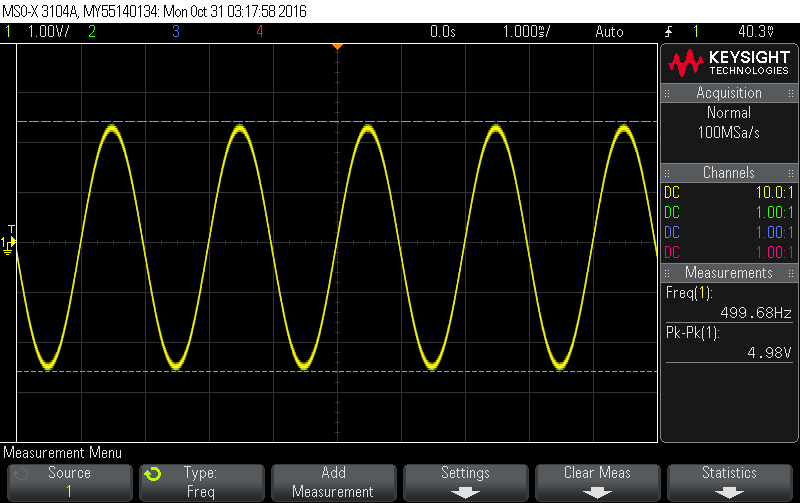 MSO-X 3104A, MY55140134: Mon Oct 31 03:17:58 2016
1 1.00V/ 2 3 4 0.0s 1.000ms/ Auto 1 40.3mV
KEYSIGHT
TECHNOLOGIES
Acquisition
Normal
100MSa/s
Channels
DC 10.0:1
DC 1.00:1
DC 1.00:1
DC 1.00:1
Measurements
Freq(1):
499.68Hz
Pk-Pk(1):
4.98V
T
1
Measurement Menu
Source
1
Type:
Freq
Add
Measurement
Settings
Clear Meas
Statistics